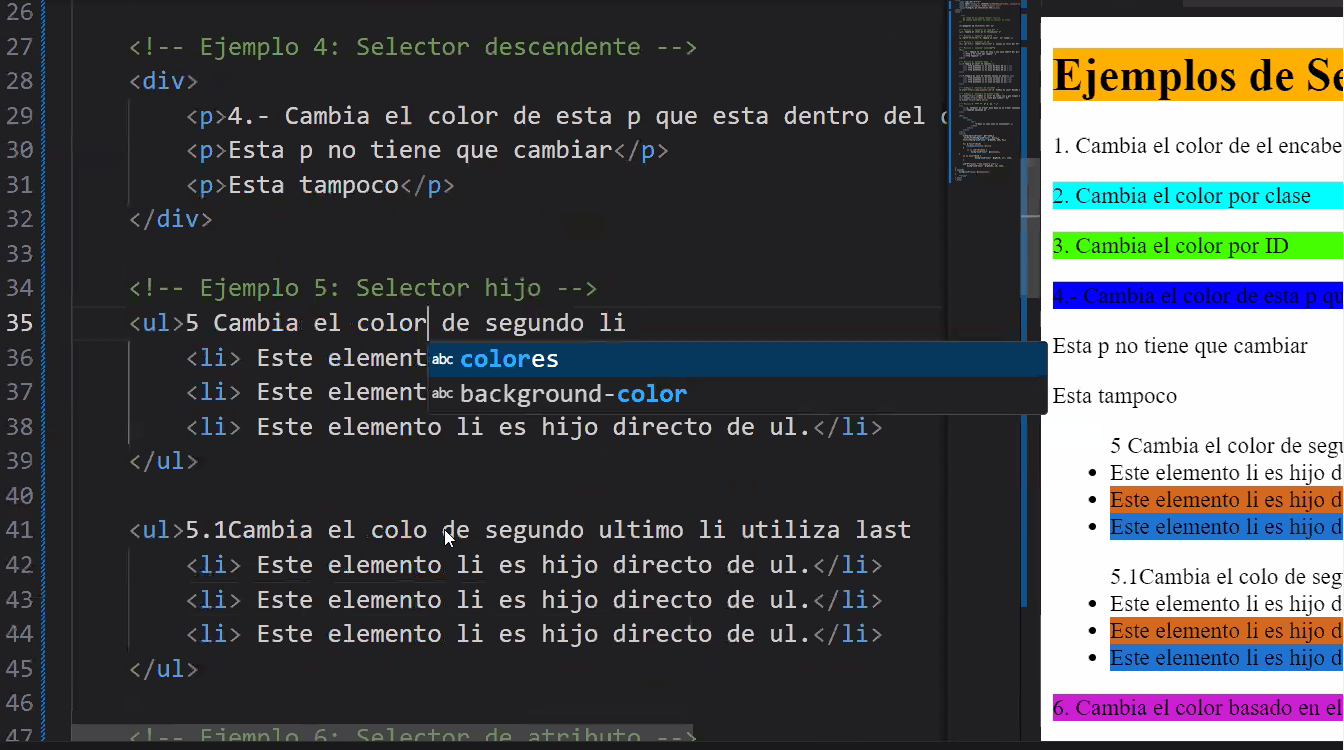 26
27 <!-- Ejemplo 4: Selector descendente -->
28 <div>
29 <p>4.- Cambia el color de esta p que esta dentro del
30 <p>Esta p no tiene que cambiar</p>
31 <p>Esta tampoco</p>
32 </div>
33
34 <!-- Ejemplo 5: Selector hijo -->
35 <ul>5 Cambia el color de segundo li
36 <li> Este element
37 <li> Este element
38 <li> Este elemento li es hijo directo de ul.</li>
39 </ul>
40
41 <ul>5.1Cambia el colo de segundo ultimo li utiliza last
42 <li> Este elemento li es hijo directo de ul.</li>
43 <li> Este elemento li es hijo directo de ul.</li>
44 <li> Este elemento li es hijo directo de ul.</li>
45 </ul>
46
47 <!-- Ejemplo 6: Selector de atributo -->
abc colores
abc background-color
Ejemplos de Se
1. Cambia el color de el encabe
2. Cambia el color por clase
3. Cambia el color por ID
4.- Cambia el color de esta p qu
Esta p no tiene que cambiar
Esta tampoco
5 Cambia el color de segu
• Este elemento li es hijo d
• Este elemento li es hijo d
• Este elemento li es hijo d
5.1Cambia el colo de seg
• Este elemento li es hijo d
• Este elemento li es hijo d
• Este elemento li es hijo d
6. Cambia el color basado en el